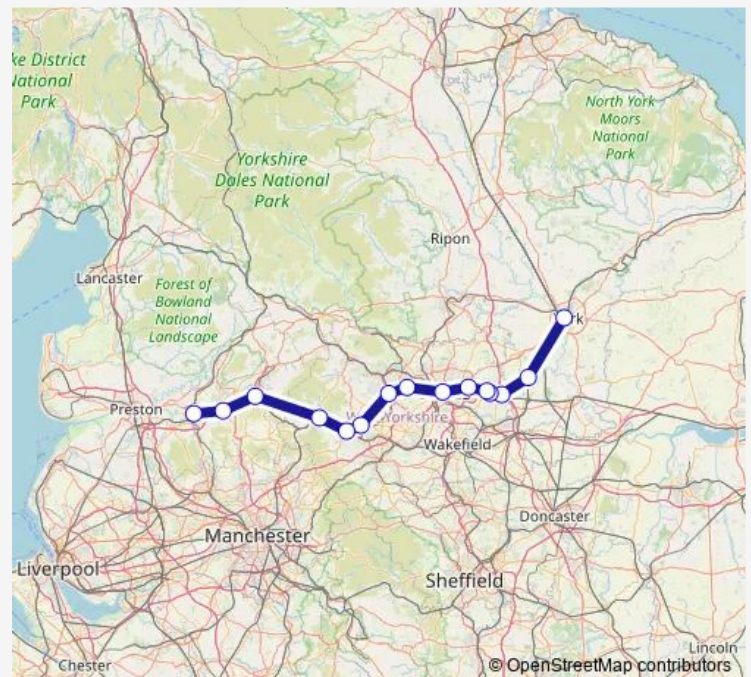 ke District
National
Park
North York
Moors
National
Park
Yorkshire
Dales National
Park
Ripon
Lancaster
Forest of
Bowland
National
Landscape
rk
Preston
Yorkshire
Wakefield
Doncaster
Manchester
Liverpool
Sheffield
Lincoln
Chester
© OpenStreetMap contributors